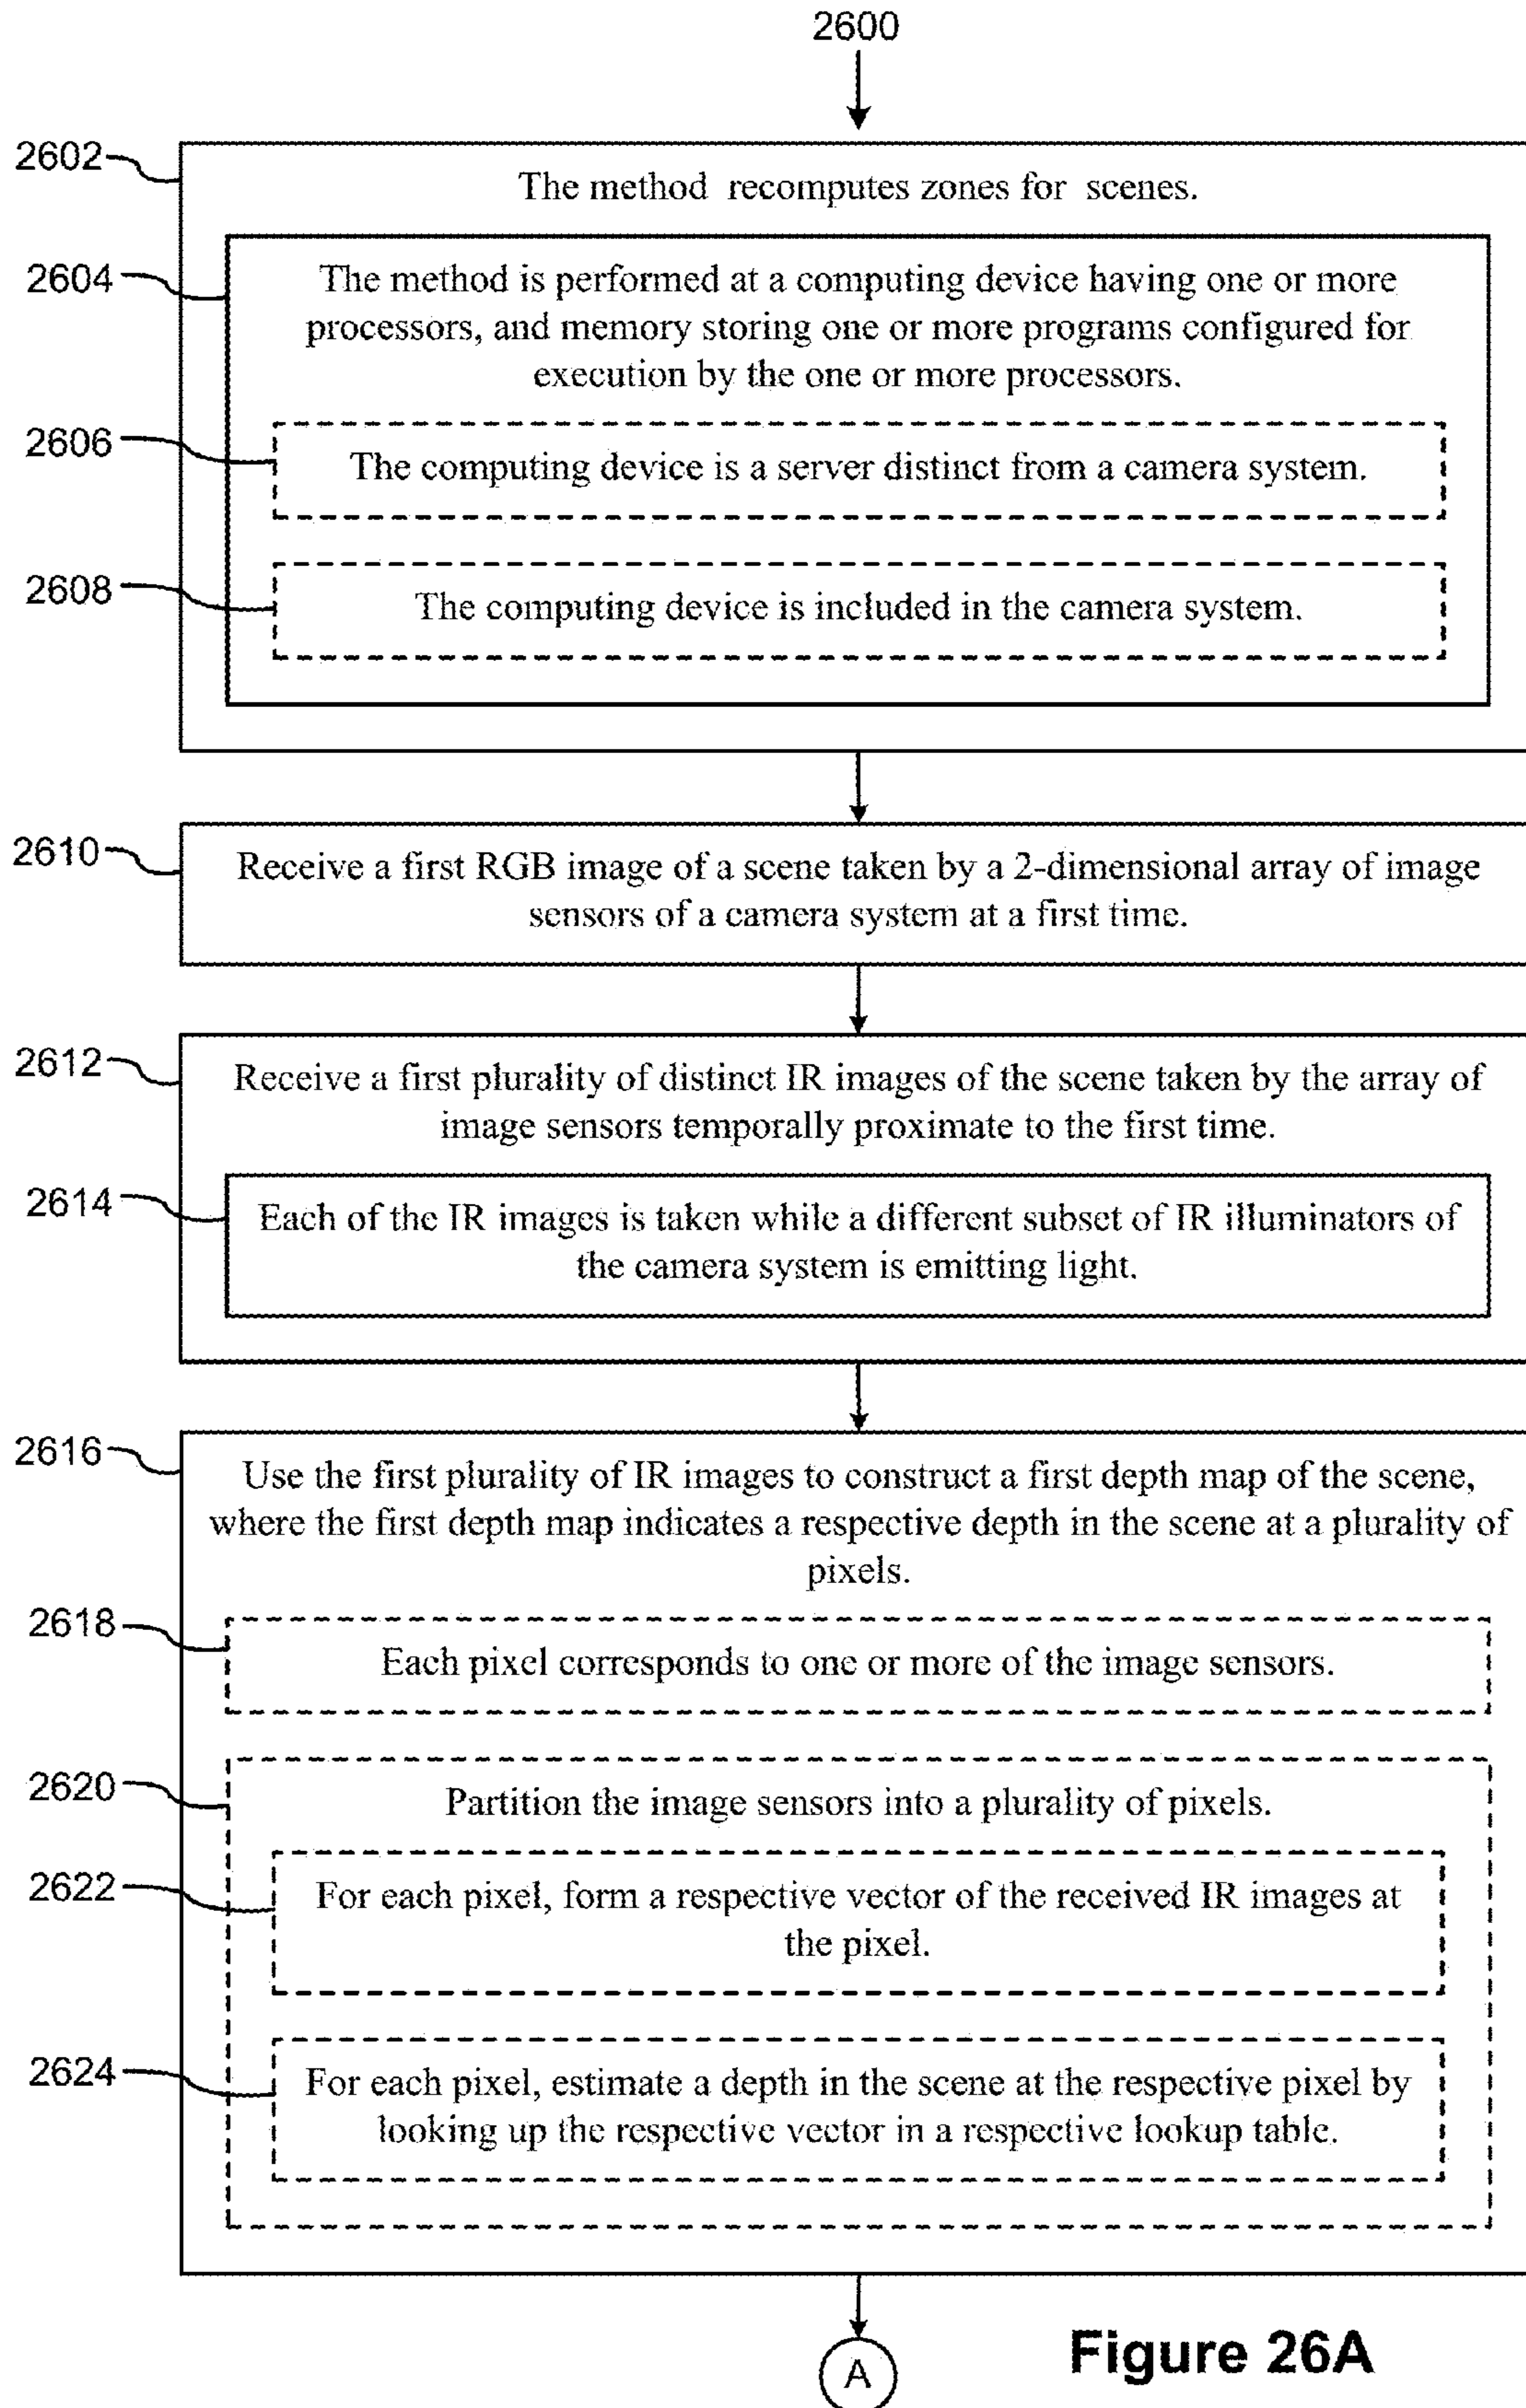 2600
2602
The method recomputes zones for scenes.
2604
The method is performed at a computing device having one or more
processors, and memory storing one or more programs configured for
execution by the one or more processors.
2606
The computing device is a server distinct from a camera system.
2608
The computing device is included in the camera system.
2610
Receive a first RGB image of a scene taken by a 2-dimensional array of image
sensors of a camera system at a first time.
2612
Receive a first plurality of distinct IR images of the scene taken by the array of
image sensors temporally proximate to the first time.
2614
Each of the IR images is taken while a different subset of IR illuminators of
the camera system is emitting light.
2616
Use the first plurality of IR images to construct a first depth map of the scene,
where the first depth map indicates a respective depth in the scene at a plurality of
pixels.
2618
Each pixel corresponds to one or more of the image sensors.
2620
Partition the image sensors into a plurality of pixels.
2622
For each pixel, form a respective vector of the received IR images at
the pixel.
2624
For each pixel, estimate a depth in the scene at the respective pixel by
looking up the respective vector in a respective lookup table.
A
Figure 26A